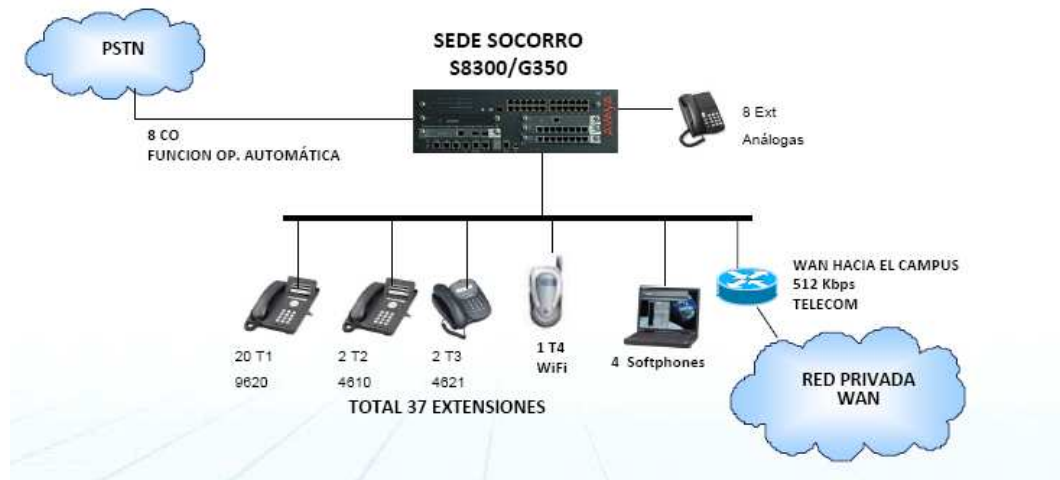 PSTN
SEDE SOCORRO
S8300/G350
AVAYA
8 Ext
Análogas
8 CO
FUNCION OP. AUTOMÁTICA
WAN HACIA EL CAMPUS
512 Kbps
TELECOM
20 T1
9620
2 T2
4610
2 T3
4621
1 T4
WiFi
4 Softphones
TOTAL 37 EXTENSIONES
RED PRIVADA
WAN